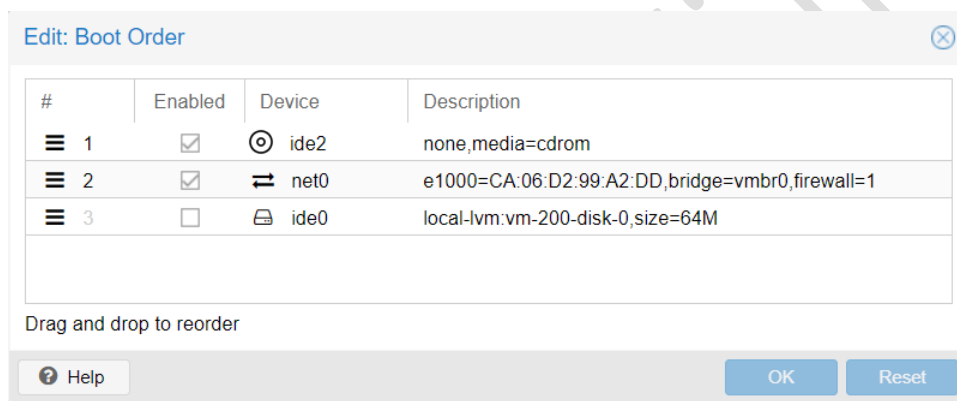 Edit: Boot Order
# Enabled Device Description
1 ide2 none,media=cdrom
2 net0 e1000=CA:06:D2:99:A2:DD,bridge=vmbr0,firewall=1
3 ide0 local-lvm:vm-200-disk-0,size=64M
Drag and drop to reorder
Help OK Reset